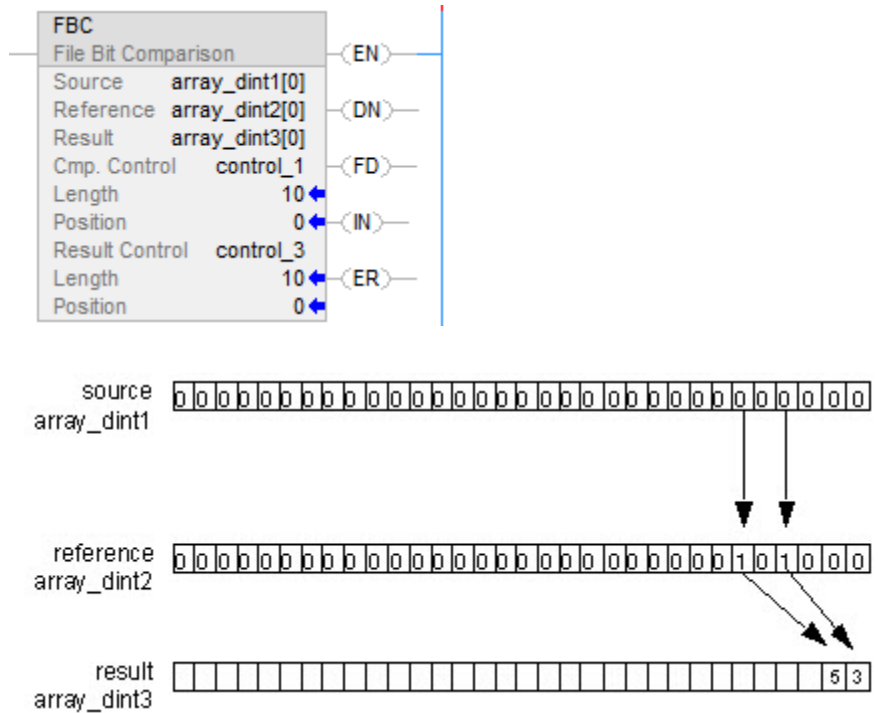 FBC
File Bit Comparison (EN)
Source array_dint1[0]
Reference array_dint2[0] (DN)
Result array_dint3[0]
Cmp. Control control_1 (FD)
Length 10
Position 0 (IN)
Result Control control_3
Length 10 (ER)
Position 0
source 0 0 0 0 0 0 0 0 0 0 0 0 0 0 0 0 0 0 0 0 0 0 0 0 0 0 0 0 0 0 0 0
array_dint1
reference 0 0 0 0 0 0 0 0 0 0 0 0 0 0 0 0 0 0 0 0 0 0 0 0 0 0 1 0 1 0 0 0
array_dint2
result 5 3
array_dint3